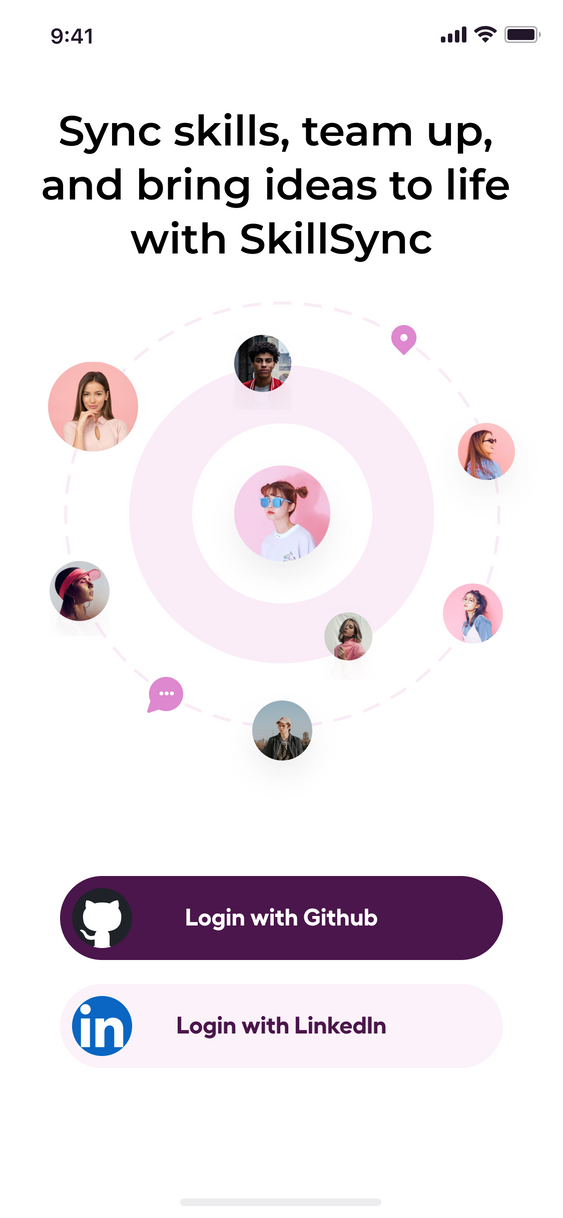 9:41
Sync skills, team up,
and bring ideas to life
with SkillSync
Login with Github
in
Login with LinkedIn